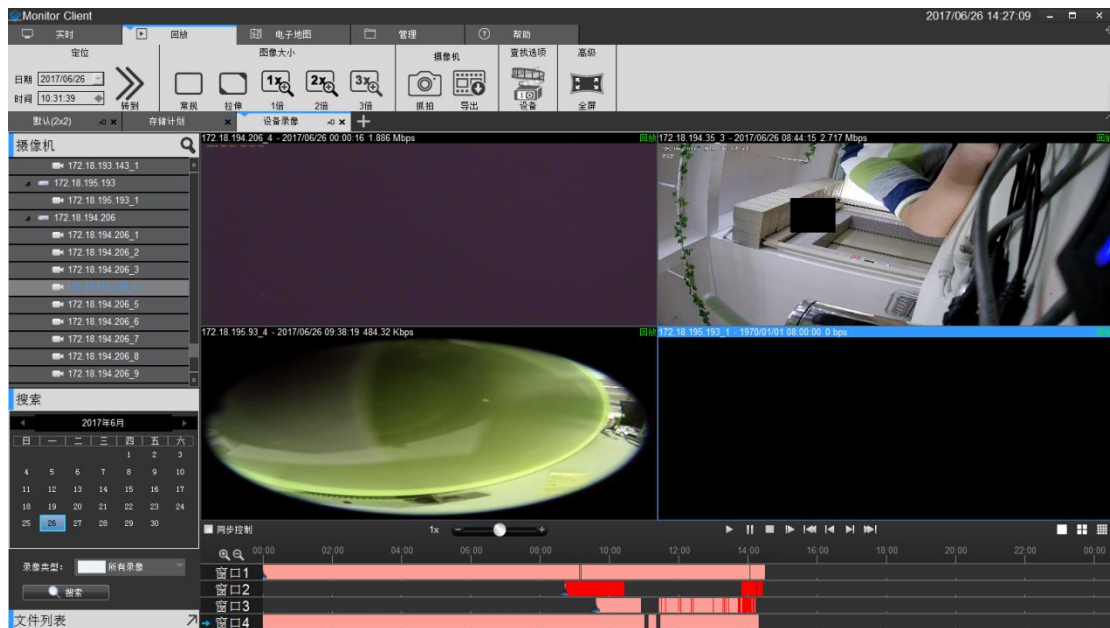 Monitor Client 2017/06/26 14:27:09
实时 回放 电子地图 管理 帮助
定位 图像大小 摄像机 查找选项 高级
日期 2017/06/26
时间 10:31:39
转到 常规 拉伸 1x 1倍 2x 2倍 3x 3倍 抓拍 导出 设备 全屏
默认(2x2) 存储计划 设备录像
摄像机
172.18.193.143_1
172.18.195.193
172.18.195.193_1
172.18.194.206
172.18.194.206_1
172.18.194.206_2
172.18.194.206_3
172.18.194.206_5
172.18.194.206_6
172.18.194.206_7
172.18.194.206_8
172.18.194.206_9
172.18.194.206_4 - 2017/06/26 00:00:16 1.886 Mbps 回放
172.18.194.35_3 - 2017/06/26 08:44:15 2.717 Mbps 回放
172.18.195.93_4 - 2017/06/26 09:38:19 484.32 Kbps 回放
172.18.195.193_1 - 1970/01/01 08:00:00 0 bps
搜索
2017年6月
日 一 二 三 四 五 六
1 2 3
4 5 6 7 8 9 10
11 12 13 14 15 16 17
18 19 20 21 22 23 24
25 26 27 28 29 30
录像类型: 所有录像
搜索
文件列表
同步控制 1x
00:00 02:00 04:00 06:00 08:00 10:00 12:00 14:00 16:00 18:00 20:00 22:00 00:00
窗口1
窗口2
窗口3
窗口4